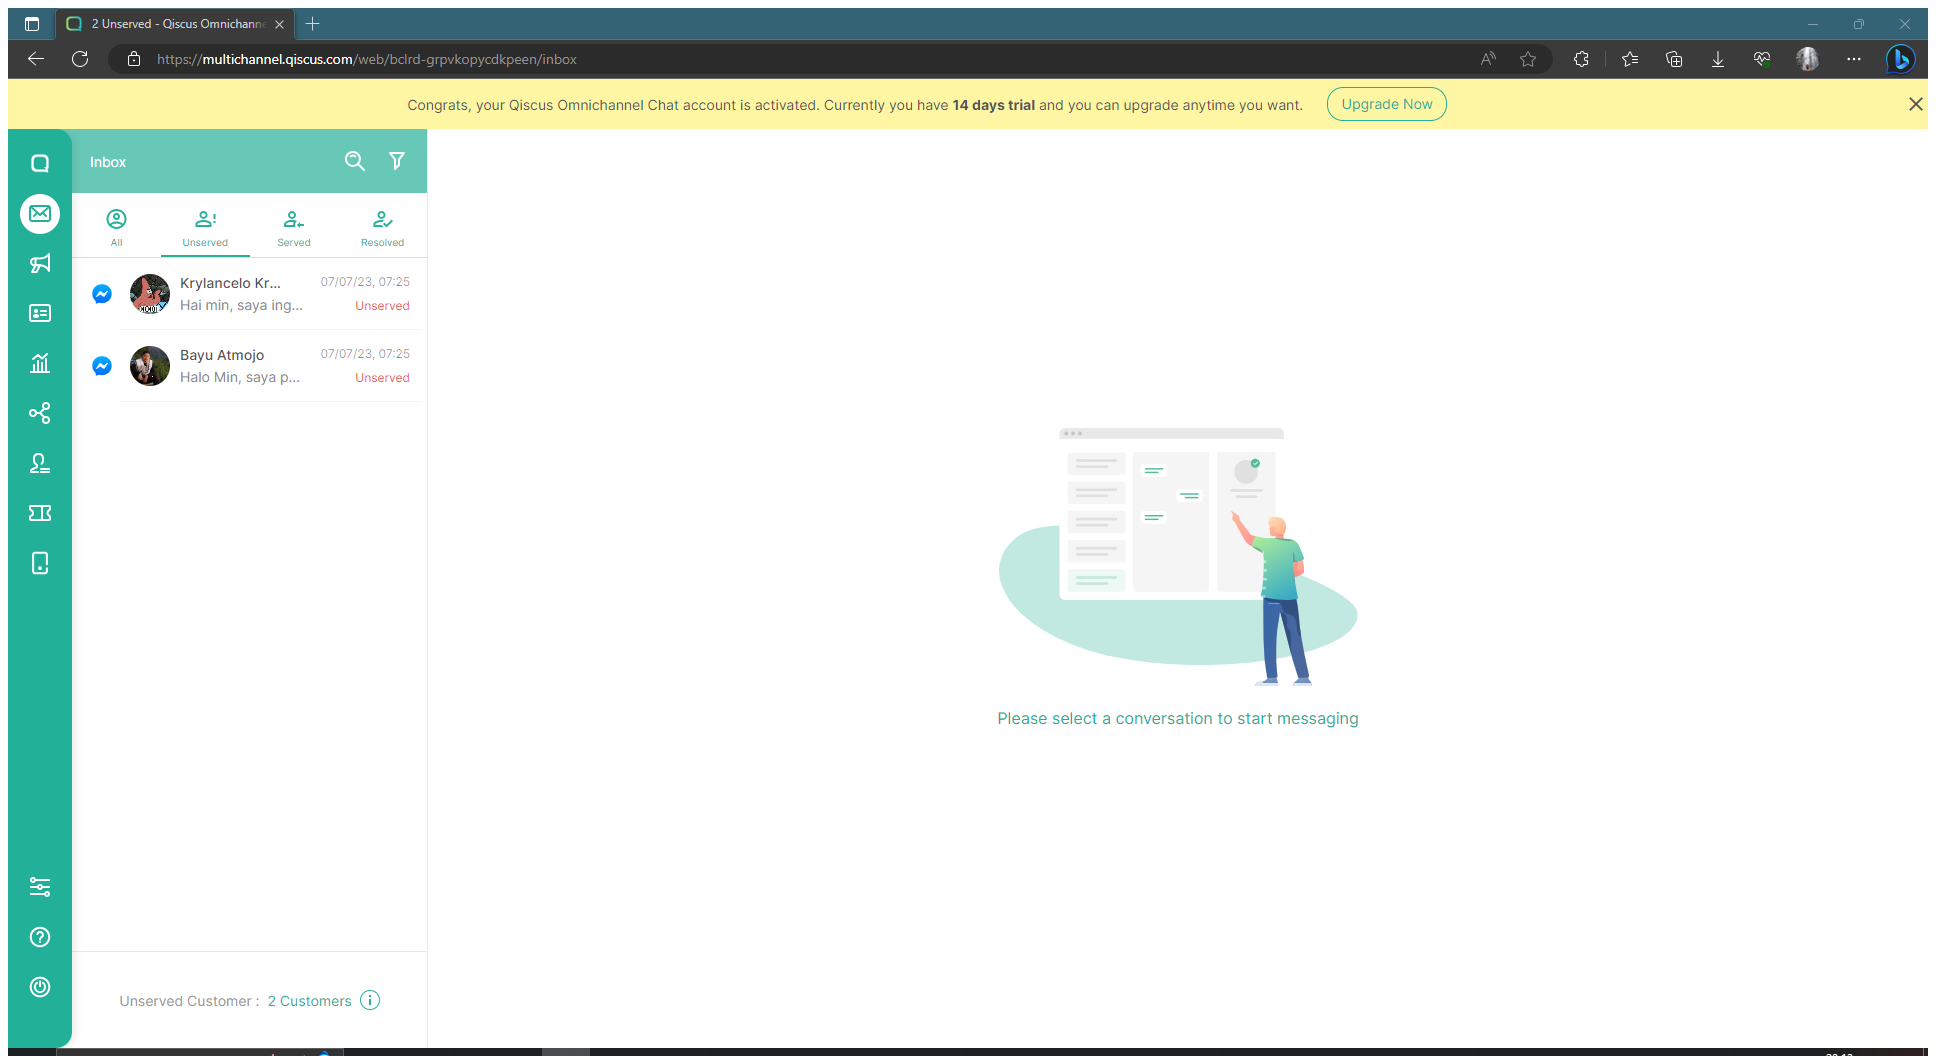 2 Unserved - Qiscus Omnichanne
https://multichannel.qiscus.com/web/bclrd-grpvkopycdkpeen/inbox
Congrats, your Qiscus Omnichannel Chat account is activated. Currently you have 14 days trial and you can upgrade anytime you want. Upgrade Now
Inbox
All Unserved Served Resolved
Krylancelo Kr... 07/07/23, 07:25
Hai min, saya ing... Unserved
Bayu Atmojo 07/07/23, 07:25
Halo Min, saya p... Unserved
Please select a conversation to start messaging
Unserved Customer : 2 Customers